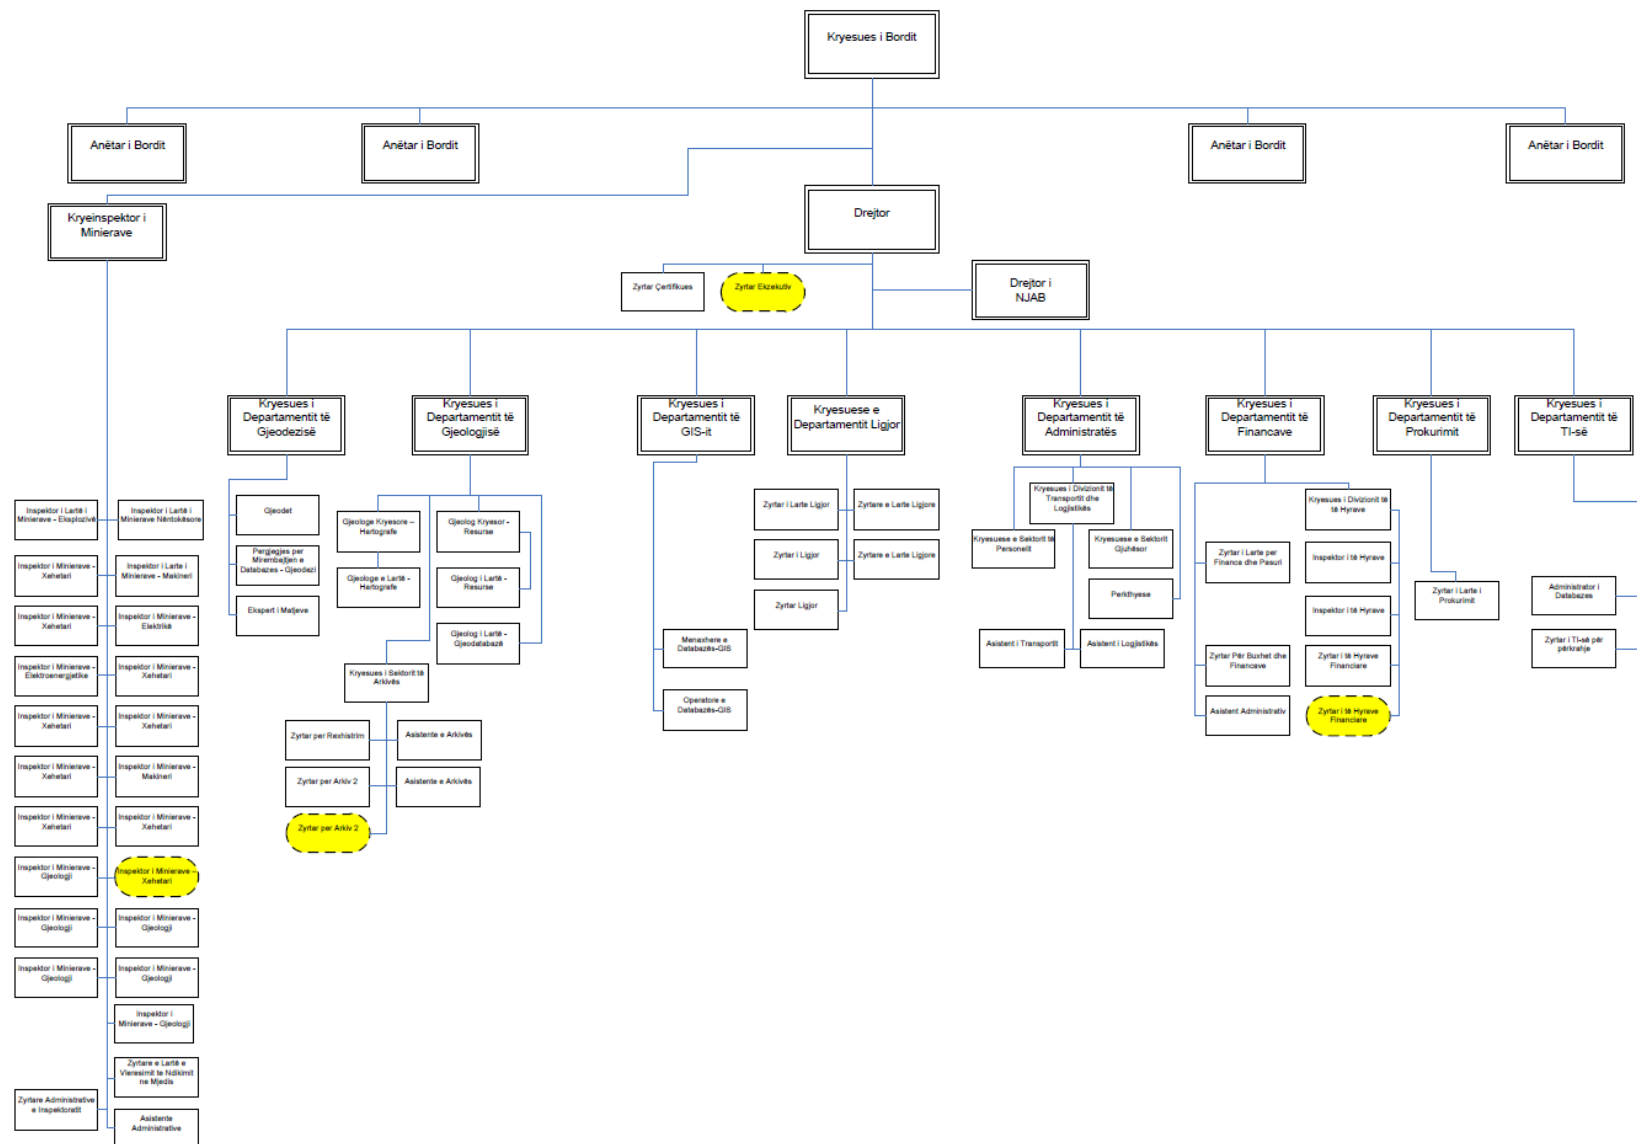 Kryesues i Bordit
Anëtar i Bordit
Anëtar i Bordit
Anëtar i Bordit
Anëtar i Bordit
Kryeinspektor i
Minierave
Drejtor
Zyrtar Çertifikues
Zyrtar Ekzekutiv
Drejtor i
NJAB
Kryesues i
Departamentit të
Gjeodezisë
Kryesues i
Departamentit të
Gjeologjisë
Kryesues i
Departamentit të
GIS-it
Kryesuese e
Departamentit Ligjor
Kryesues i
Departamentit të
Administratës
Kryesues i
Departamentit të
Financave
Kryesues i
Departamentit të
Prokurimit
Kryesues i
Departamentit të
TI-së
Inspektor i Lartë i
Minierave - Eksplozivë
Inspektor i Lartë i
Minierave Nëntokësore
Inspektor i Minierave -
Xehetari
Inspektor i Larte i
Minierave - Makineri
Inspektor i Minierave -
Xehetari
Inspektor i Minierave -
Elektrikë
Inspektor i Minierave -
Elektroenergjetike
Inspektor i Minierave -
Xehetari
Inspektor i Minierave -
Xehetari
Inspektor i Minierave -
Xehetari
Inspektor i Minierave -
Xehetari
Inspektor i Minierave -
Makineri
Inspektor i Minierave -
Xehetari
Inspektor i Minierave -
Xehetari
Inspektor i Minierave -
Gjeologji
Inspektor i Minierave –
Xehetari
Inspektor i Minierave -
Gjeologji
Inspektor i Minierave -
Gjeologji
Inspektor i Minierave -
Gjeologji
Inspektor i Minierave -
Gjeologji
Inspektor i
Minierave - Gjeologji
Zyrtare e Lartë e
Vleresimit te Ndikimit
ne Mjedis
Zyrtare Administrative
e Inspektoratit
Asistente
Administrative
Gjeodet
Pergjegjes per
Mirembajtjen e
Databazes - Gjeodezi
Ekspert i Matjeve
Gjeologe Kryesore –
Hartografe
Gjeolog Kryesor -
Resurse
Gjeologe e Lartë -
Hartografe
Gjeolog i Lartë -
Resurse
Gjeolog i Lartë -
Gjeodatabazë
Kryesues i Sektorit të
Arkivës
Zyrtar per Rexhistrim
Asistente e Arkivës
Zyrtar per Arkiv 2
Asistente e Arkivës
Zyrtar per Arkiv 2
Menaxhere e
Databazës-GIS
Operatore e
Databazës-GIS
Zyrtar i Larte Ligjor
Zyrtare e Larte Ligjore
Zyrtar i Ligjor
Zyrtare e Larte Ligjore
Zyrtar Ligjor
Kryesues i Divizionit të
Transportit dhe
Logjistikës
Kryesuese e Sektorit të
Personelit
Kryesuese e Sektorit
Gjuhësor
Perkthyese
Asistent i Transportit
Asistent i Logjistikës
Kryesues i Divizionit të
të Hyrave
Zyrtar i Larte per
Finance dhe Pasuri
Inspektor i të Hyrave
Inspektor i të Hyrave
Zyrtar Për Buxhet dhe
Financave
Zyrtar i të Hyrave
Financiare
Asistent Administrativ
Zyrtar i të Hyrave
Financiare
Zyrtar i Larte i
Prokurimit
Administrator i
Databazes
Zyrtar i TI-së për
përkrahje